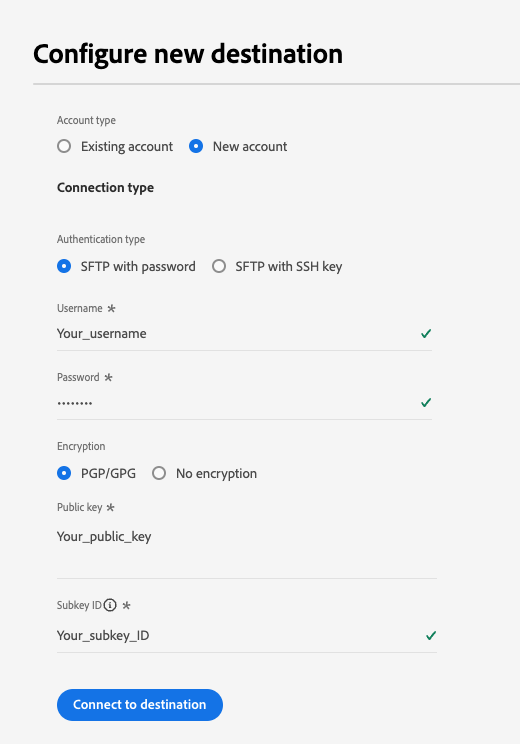 Configure new destination
Account type
Existing account New account
Connection type
Authentication type
SFTP with password SFTP with SSH key
Username *
Your_username
Password *
••••••••
Encryption
PGP/GPG No encryption
Public key *
Your_public_key
Subkey ID *
Your_subkey_ID
Connect to destination